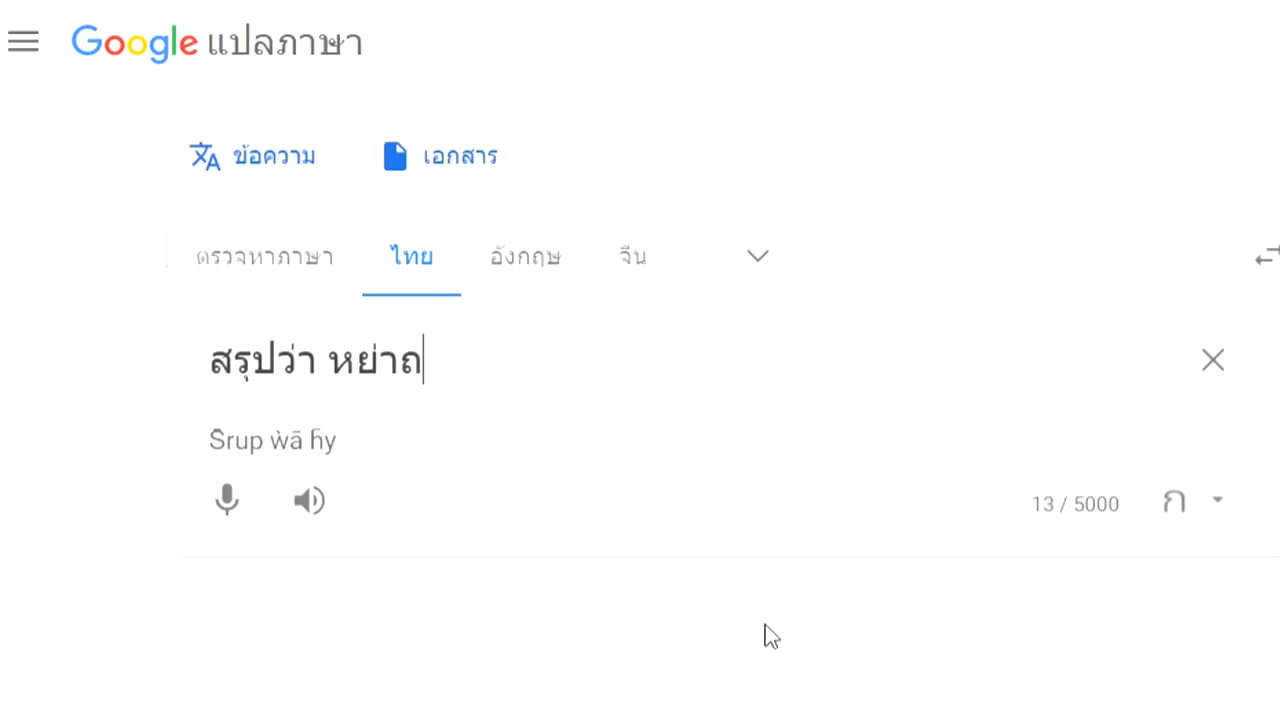 Google แปลภาษา
ข้อความ เอกสาร
ตรวจหาภาษา ไทย อังกฤษ จีน
สรุปว่า หย่าถ
S̄rup ẁā h̄y
13 / 5000 ก